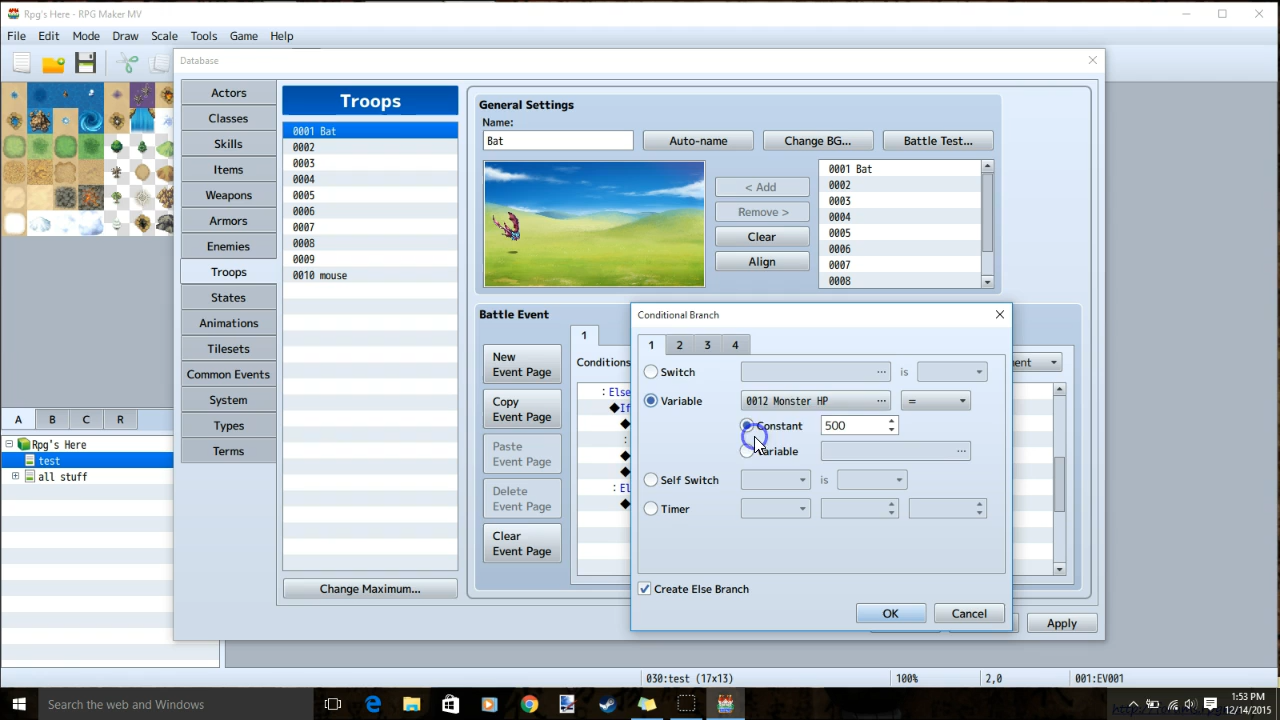 Rpg's Here - RPG Maker MV
File Edit Mode Draw Scale Tools Game Help
Database
Actors
Classes
Skills
Items
Weapons
Armors
Enemies
Troops
States
Animations
Tilesets
Common Events
System
Types
Terms
Troops
0001 Bat
0002
0003
0004
0005
0006
0007
0008
0009
0010 mouse
Change Maximum...
General Settings
Name:
Bat
Auto-name
Change BG...
Battle Test...
< Add
Remove >
Clear
Align
0001 Bat
0002
0003
0004
0005
0006
0007
0008
Battle Event
1
New
Event Page
Copy
Event Page
Paste
Event Page
Delete
Event Page
Clear
Event Page
Conditions
: Else
◆If
:
: El
Conditional Branch
1 2 3 4
Switch ... is
Variable 0012 Monster HP ... =
Constant 500
Variable ...
Self Switch is
Timer
Create Else Branch
OK Cancel
Apply
A B C R
Rpg's Here
test
all stuff
030:test (17x13) 100% 2,0 001:EV001
Search the web and Windows
1:53 PM
12/14/2015